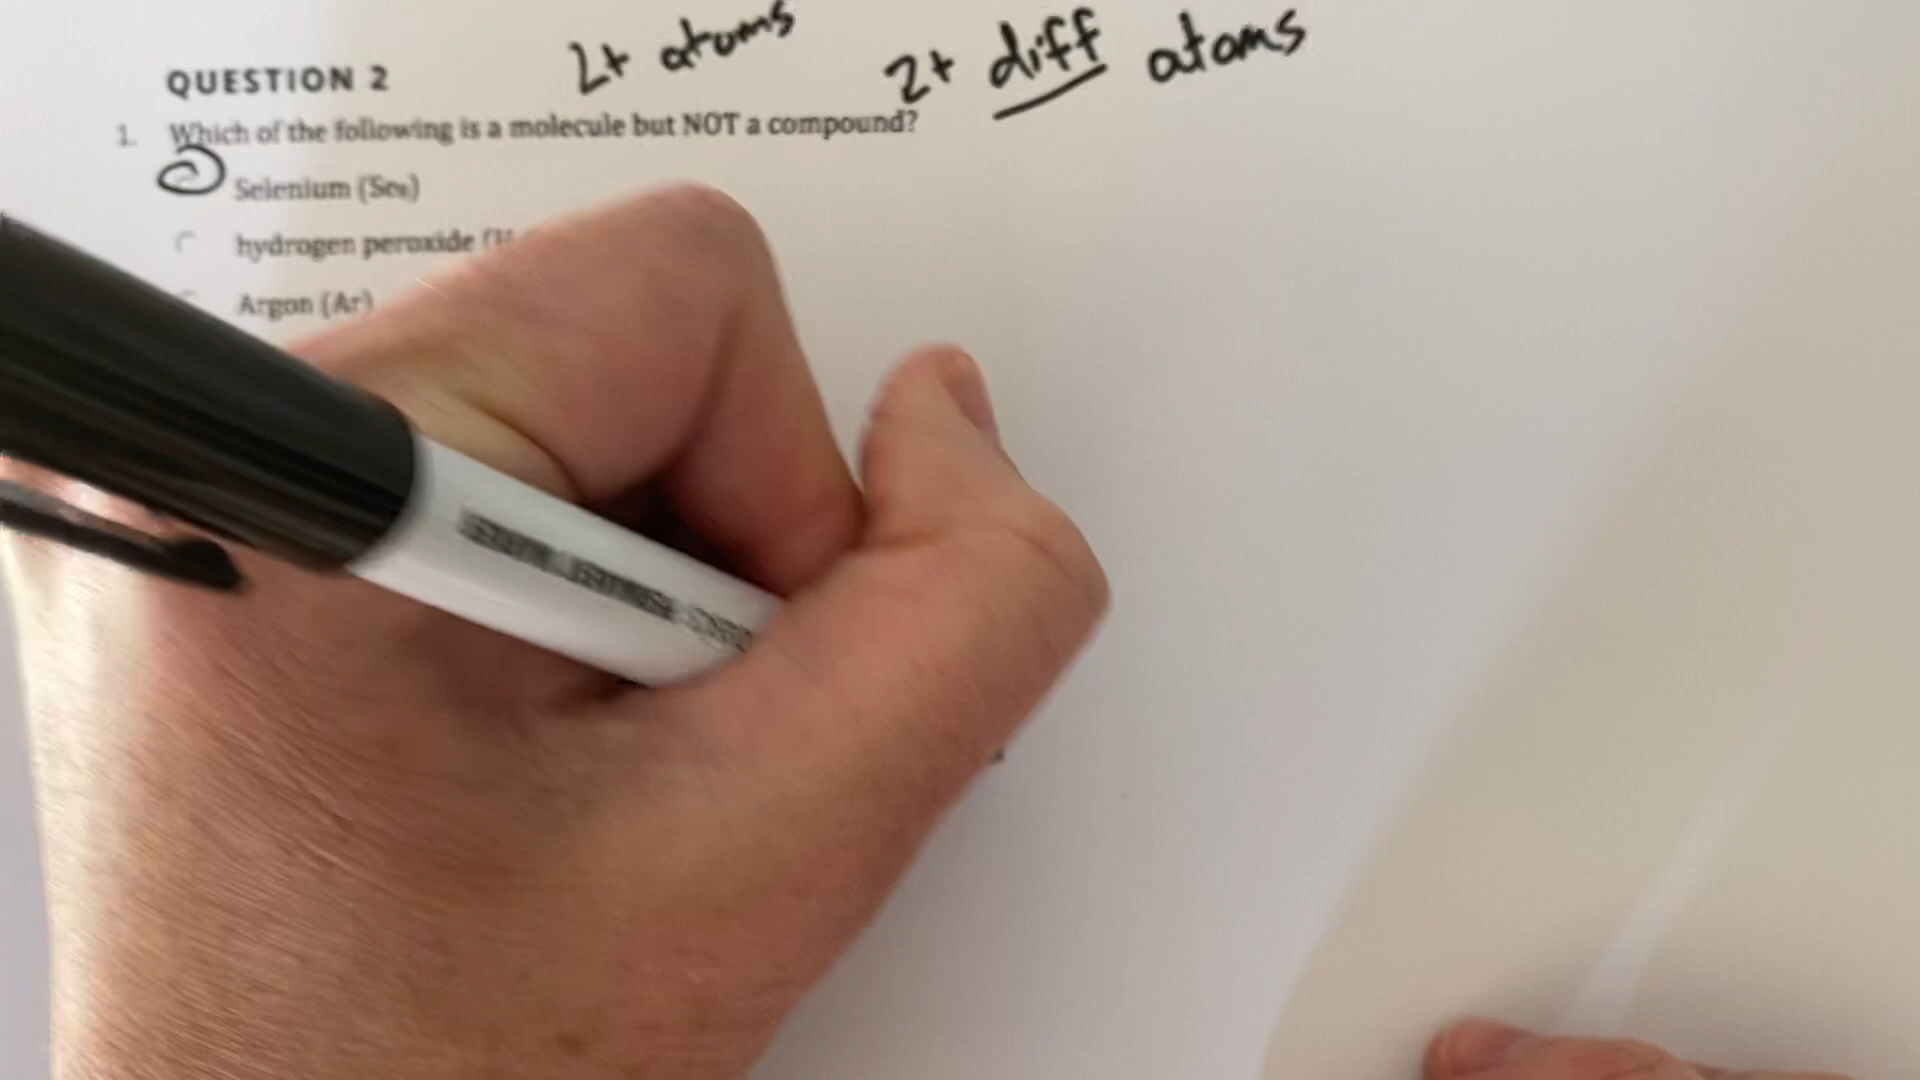 2+ atoms 2+ diff atoms
QUESTION 2
1. Which of the following is a molecule but NOT a compound?
Selenium (Se₈)
hydrogen peroxide (H
Argon (Ar)